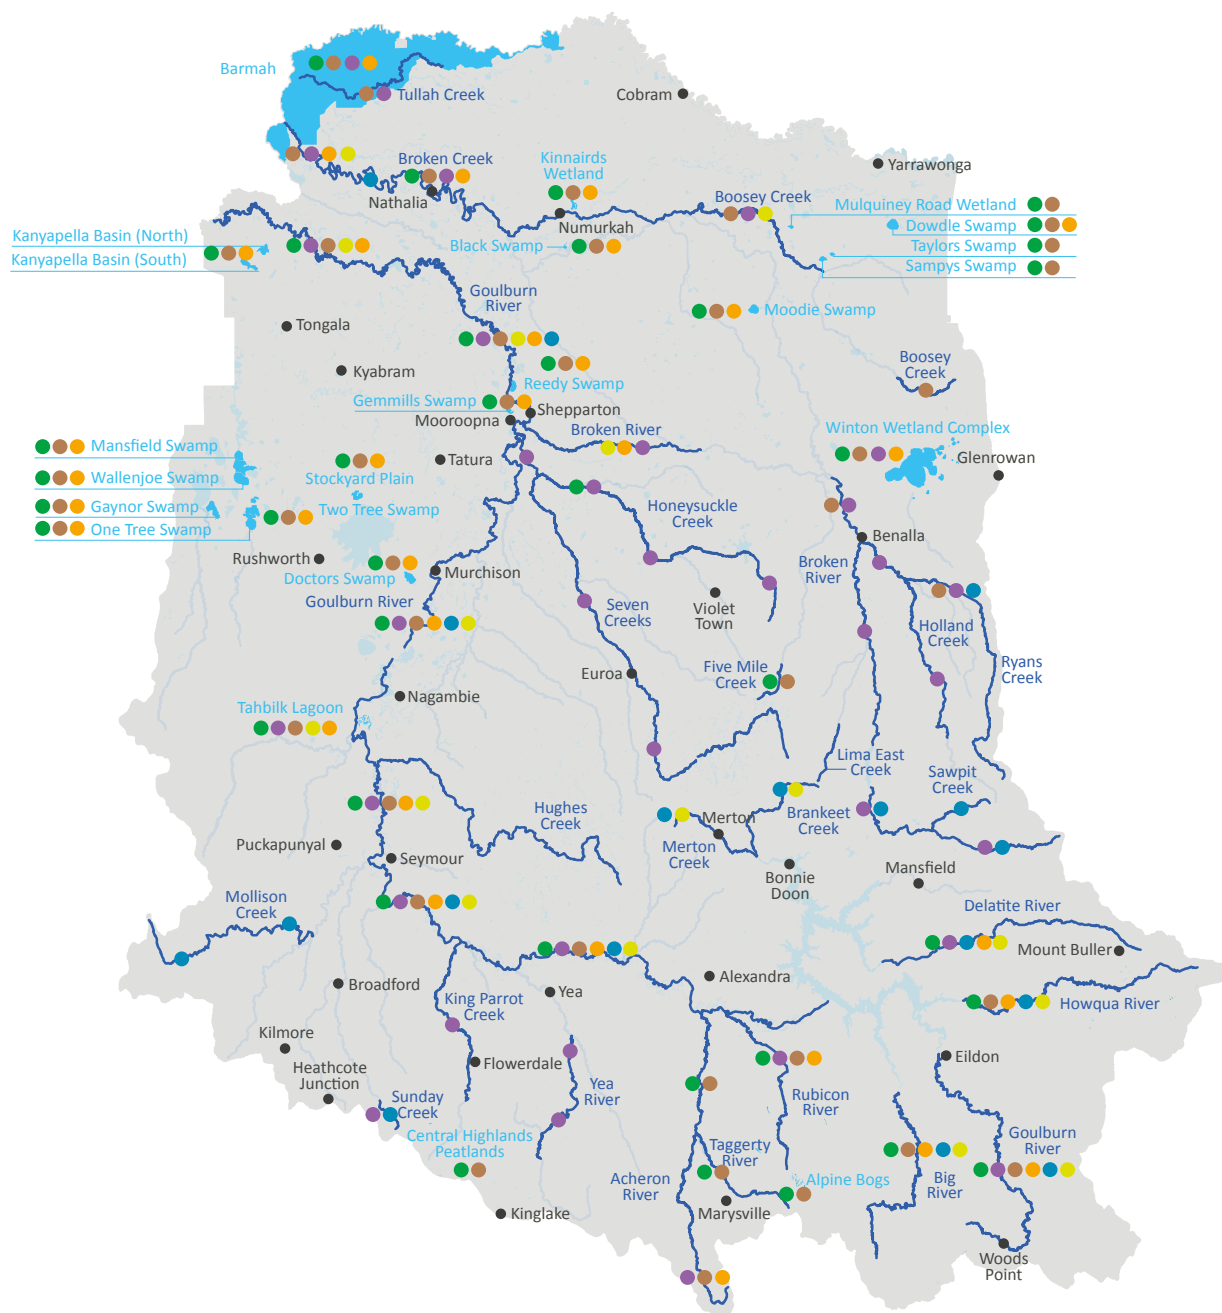 Barmah
Tullah Creek
Cobram
Yarrawonga
Broken Creek
Nathalia
Kinnairds
Wetland
Numurkah
Boosey Creek
Mulquiney Road Wetland
Dowdle Swamp
Taylors Swamp
Sampys Swamp
Kanyapella Basin (North)
Kanyapella Basin (South)
Black Swamp
Goulburn
River
Moodie Swamp
Tongala
Kyabram
Boosey
Creek
Reedy Swamp
Gemmills Swamp
Shepparton
Mooroopna
Broken River
Winton Wetland Complex
Glenrowan
Mansfield Swamp
Wallenjoe Swamp
Gaynor Swamp
One Tree Swamp
Tatura
Stockyard Plain
Two Tree Swamp
Honeysuckle
Creek
Benalla
Rushworth
Doctors Swamp
Murchison
Goulburn River
Broken
River
Violet
Town
Seven
Creeks
Holland
Creek
Ryans
Creek
Euroa
Five Mile
Creek
Nagambie
Tahbilk Lagoon
Lima East
Creek
Sawpit
Creek
Hughes
Creek
Merton
Merton
Creek
Brankeet
Creek
Puckapunyal
Seymour
Bonnie
Doon
Mansfield
Mollison
Creek
Delatite River
Mount Buller
Broadford
Alexandra
Yea
King Parrot
Creek
Howqua River
Kilmore
Heathcote
Junction
Flowerdale
Eildon
Sunday
Creek
Yea
River
Rubicon
River
Central Highlands
Peatlands
Taggerty
River
Goulburn
River
Acheron
River
Alpine Bogs
Big
River
Marysville
Kinglake
Woods
Point